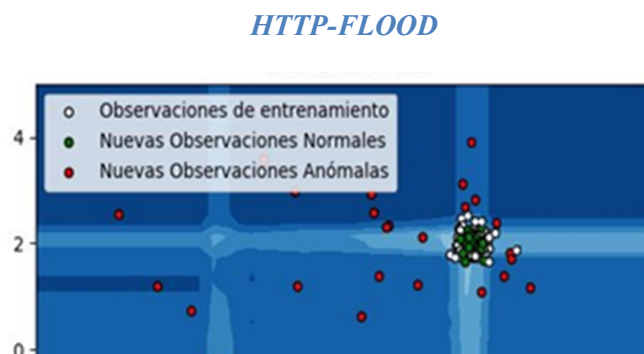 HTTP-FLOOD
Observaciones de entrenamiento
Nuevas Observaciones Normales
Nuevas Observaciones Anómalas
4
2
0